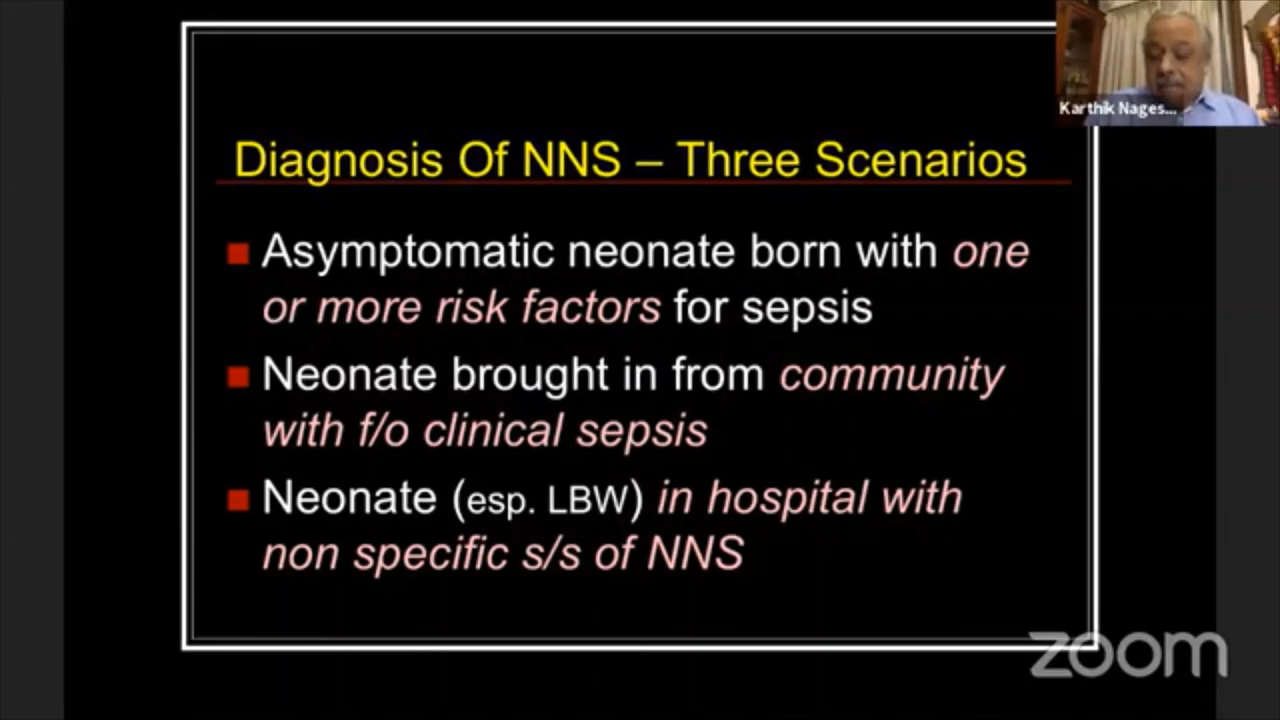 Karthik Nages...
Diagnosis Of NNS – Three Scenarios
Asymptomatic neonate born with one
or more risk factors for sepsis
Neonate brought in from community
with f/o clinical sepsis
Neonate (esp. LBW) in hospital with
non specific s/s of NNS
zoom